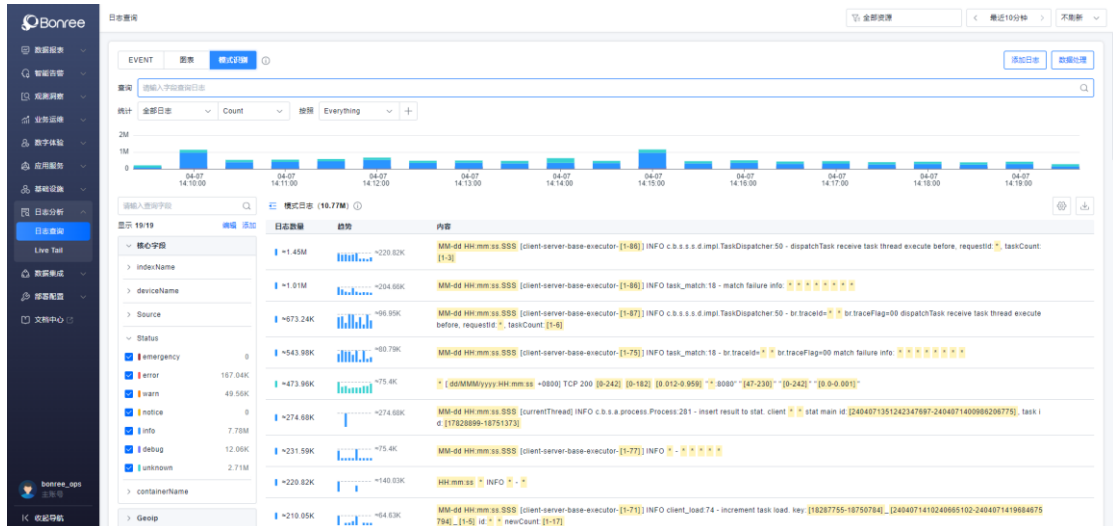 Bonree
日志查询
全部资源
最近10分钟
不刷新
数据报表
智能告警
观测洞察
业务运维
数字体验
应用服务
基础设施
日志分析
日志查询
Live Tail
数据集成
部署配置
文档中心
bonree_ops
主账号
收起导航
EVENT 图表 模式识别
添加日志 数据处理
查询 请输入字段查询日志
统计 全部日志 Count 按照 Everything
2M
1M
0
04-07 04-07 04-07 04-07 04-07 04-07 04-07 04-07 04-07 04-07
14:10:00 14:11:00 14:12:00 14:13:00 14:14:00 14:15:00 14:16:00 14:17:00 14:18:00 14:19:00
请输入查询字段
显示 19/19 编辑 添加
核心字段
indexName
deviceName
Source
Status
emergency 0
error 167.04K
warn 49.56K
notice 0
info 7.78M
debug 12.06K
unknown 2.71M
containerName
Geoip
模式日志 (10.77M)
日志数量 趋势 内容
≈1.45M ≈220.82K MM-dd HH:mm:ss.SSS [client-server-base-executor-[1-86]] INFO c.b.s.s.s.d.impl.TaskDispatcher:50 - dispatchTask receive task thread execute before, requestId: *, taskCount:
[1-3]
≈1.01M ≈204.66K MM-dd HH:mm:ss.SSS [client-server-base-executor-[1-86]] INFO task_match:18 - match failure info: * * * * * * * *
≈673.24K ≈96.95K MM-dd HH:mm:ss.SSS [client-server-base-executor-[1-87]] INFO c.b.s.s.s.d.impl.TaskDispatcher:50 - br.traceId= * * br.traceFlag=00 dispatchTask receive task thread execute
before, requestid: *, taskCount: [1-6]
≈543.98K ≈80.79K MM-dd HH:mm:ss.SSS [client-server-base-executor-[1-75]] INFO task_match:18 - br.traceId= * * br.traceFlag=00 match failure info: * * * * * * * *
≈473.96K ≈75.4K * [ dd/MMM/yyyy:HH:mm:ss +0800] TCP 200 [0-242] [0-182] [0.012-0.959] "*:8080" "[47-230]" "[0-242]" "[0.0-0.001]"
≈274.68K ≈274.68K MM-dd HH:mm:ss.SSS [currentThread] INFO c.b.s.a.process.Process:281 - insert result to stat. client * * stat main id: [2404071351242347697-2404071400986206775], task i
d: [17828899-18751373]
≈231.59K ≈75.4K MM-dd HH:mm:ss.SSS [client-server-base-executor-[1-77]] INFO * - * * * * *
≈220.82K ≈140.03K HH:mm:ss * INFO * - *
≈210.05K ≈64.63K MM-dd HH:mm:ss.SSS [client-server-base-executor-[1-71]] INFO client_load:74 - increment task load. key: [18287755-18750784]_[2404071410240665102-2404071419684675
794]_[1-5] id: * * newCount: [1-17]